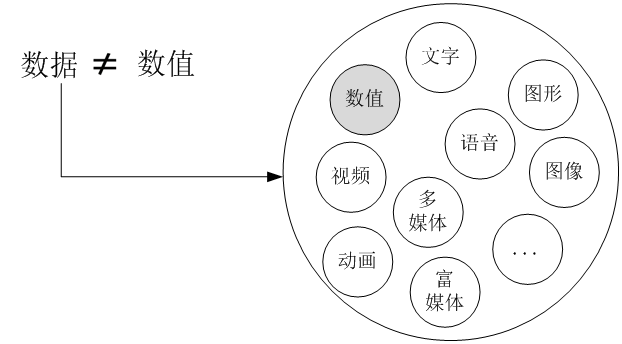 数据 ≠ 数值
文字
数值
图形
语音
视频
图像
多
媒体
动画
...
富
媒体